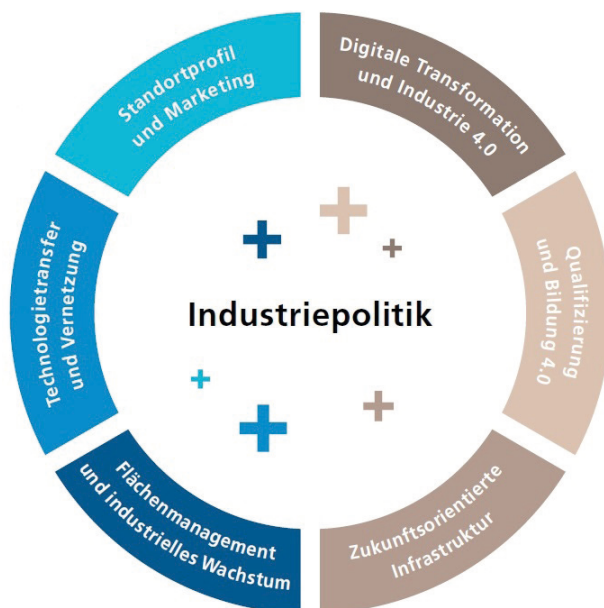 Standortprofil
und Marketing
Digitale Transformation
und Industrie 4.0
Qualifizierung
und Bildung 4.0
Zukunftsorientierte
Infrastruktur
Flächenmanagement
und industrielles Wachstum
Technologietransfer
und Vernetzung
Industriepolitik